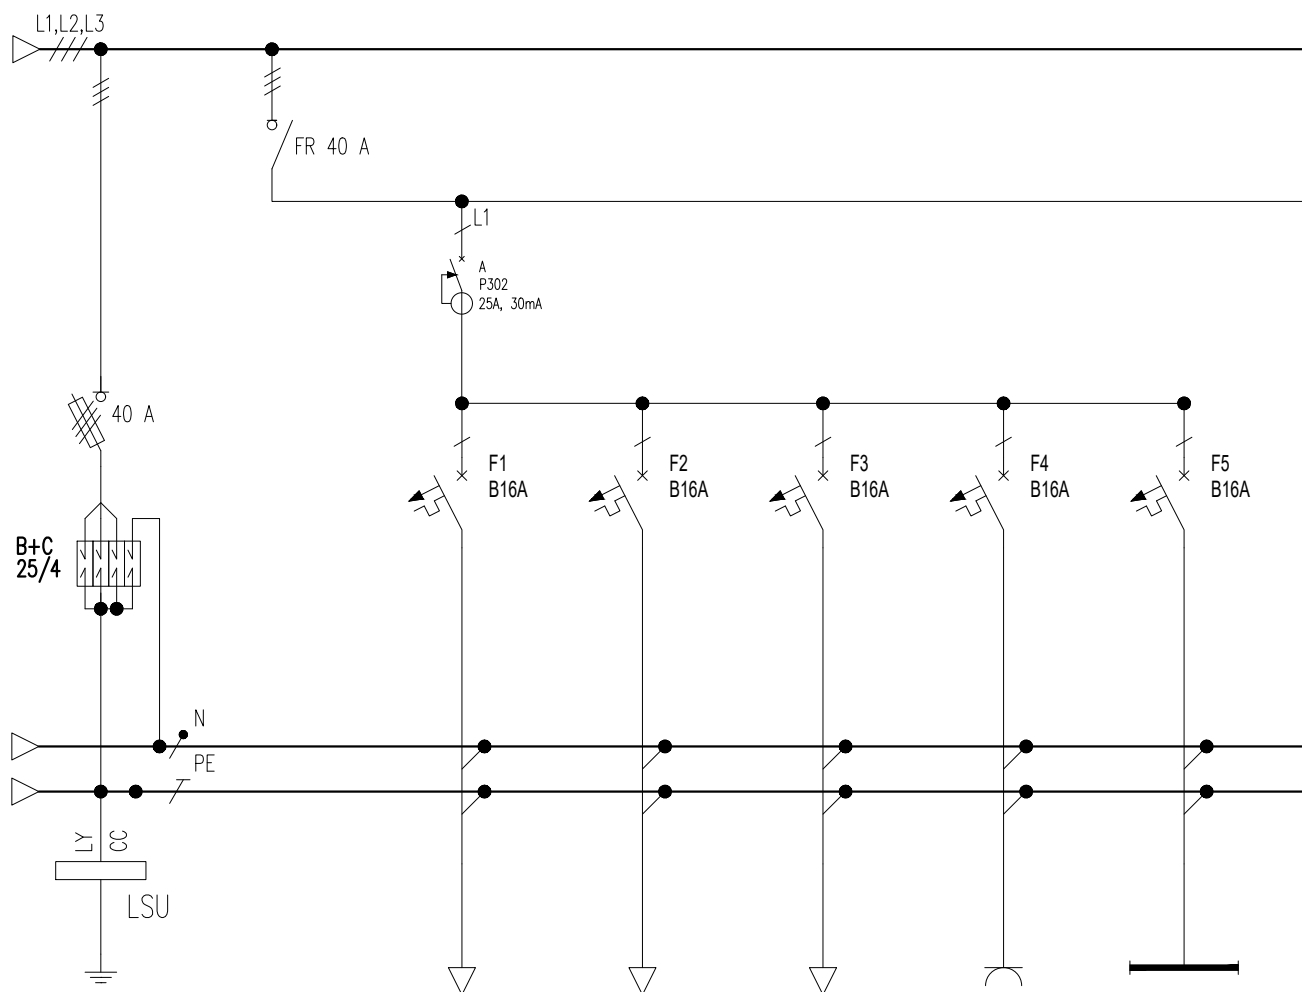 L1,L2,L3
FR 40 A
L1
A
P302
25A, 30mA
40 A
F1
B16A
F2
B16A
F3
B16A
F4
B16A
F5
B16A
B+C
25/4
N
PE
LY
CC
LSU